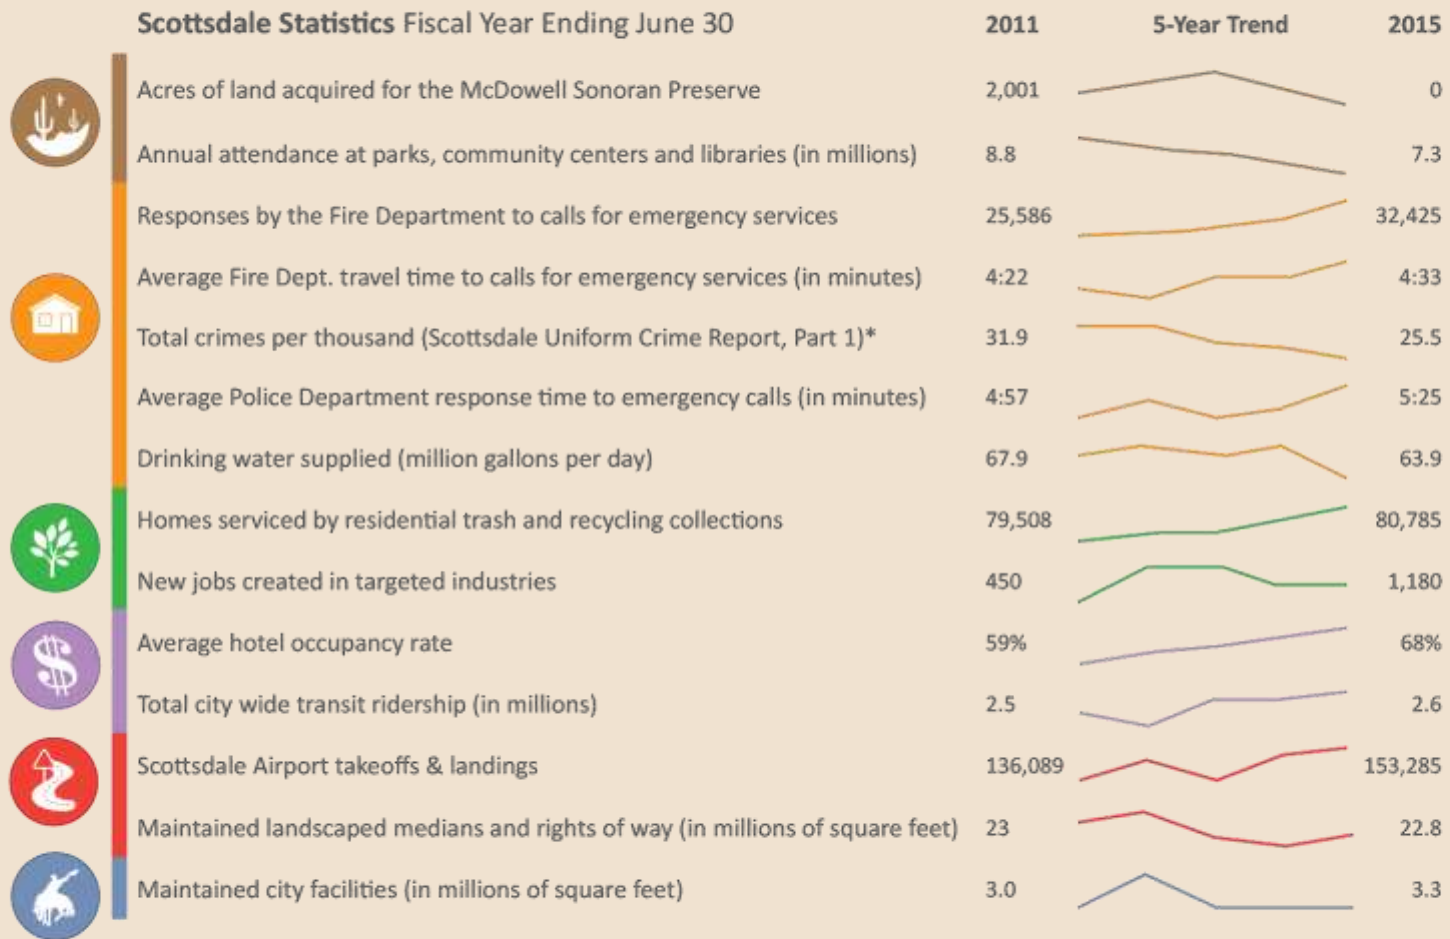 Scottsdale Statistics Fiscal Year Ending June 30 2011 5-Year Trend 2015
Acres of land acquired for the McDowell Sonoran Preserve 2,001 0
Annual attendance at parks, community centers and libraries (in millions) 8.8 7.3
Responses by the Fire Department to calls for emergency services 25,586 32,425
Average Fire Dept. travel time to calls for emergency services (in minutes) 4:22 4:33
Total crimes per thousand (Scottsdale Uniform Crime Report, Part 1)* 31.9 25.5
Average Police Department response time to emergency calls (in minutes) 4:57 5:25
Drinking water supplied (million gallons per day) 67.9 63.9
Homes serviced by residential trash and recycling collections 79,508 80,785
New jobs created in targeted industries 450 1,180
Average hotel occupancy rate 59% 68%
Total city wide transit ridership (in millions) 2.5 2.6
Scottsdale Airport takeoffs & landings 136,089 153,285
Maintained landscaped medians and rights of way (in millions of square feet) 23 22.8
Maintained city facilities (in millions of square feet) 3.0 3.3